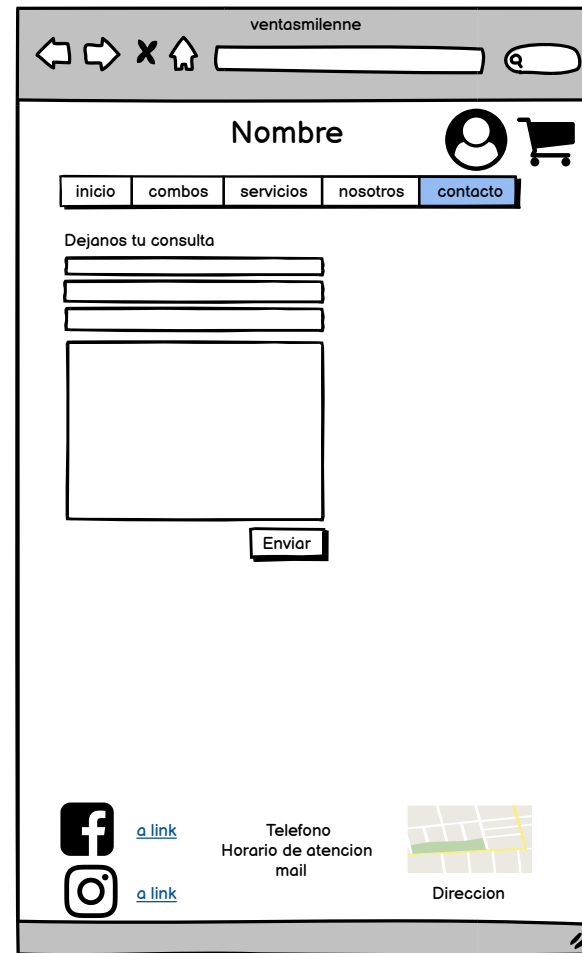 ventasmilenne
Nombre
inicio combos servicios nosotros contacto
Dejanos tu consulta
Enviar
a link
a link
Telefono
Horario de atencion
mail
Direccion